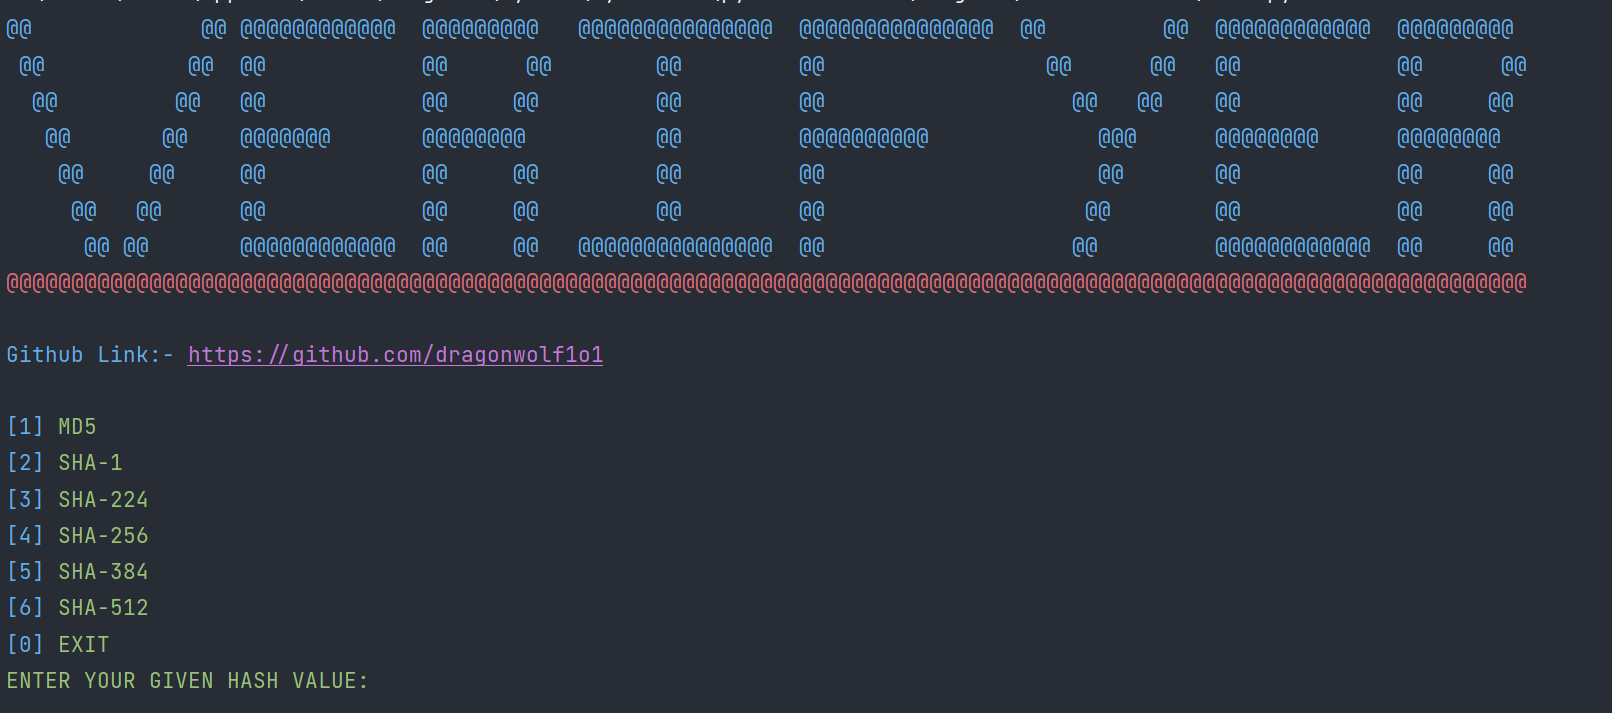 VERIFYER
Github Link:- https://github.com/dragonwolf1o1
[1] MD5
[2] SHA-1
[3] SHA-224
[4] SHA-256
[5] SHA-384
[6] SHA-512
[0] EXIT
ENTER YOUR GIVEN HASH VALUE: